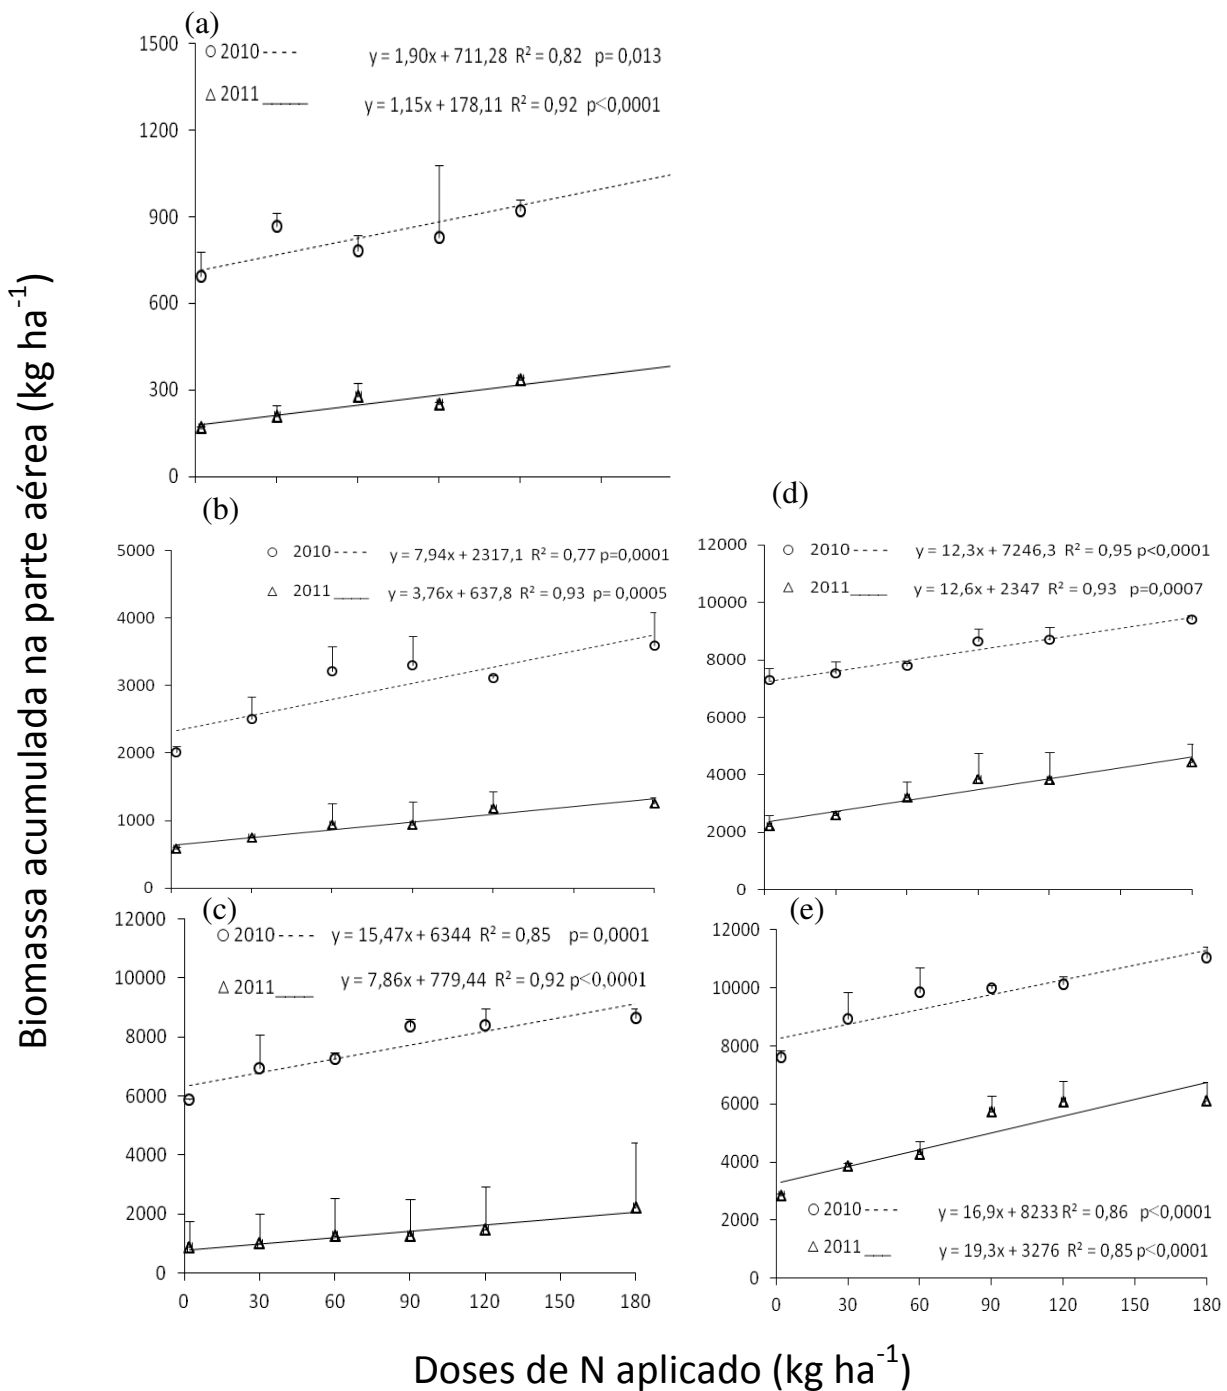 Biomassa acumulada na parte aérea (kg ha⁻¹)
(a)
1500
1200
900
600
300
0
2010
y = 1,90x + 711,28 R² = 0,82 p= 0,013
2011
y = 1,15x + 178,11 R² = 0,92 p<0,0001
(b)
5000
4000
3000
2000
1000
0
2010
y = 7,94x + 2317,1 R² = 0,77 p=0,0001
2011
y = 3,76x + 637,8 R² = 0,93 p= 0,0005
(d)
12000
10000
8000
6000
4000
2000
0
2010
y = 12,3x + 7246,3 R² = 0,95 p<0,0001
2011
y = 12,6x + 2347 R² = 0,93 p=0,0007
(c)
12000
10000
8000
6000
4000
2000
0
2010
y = 15,47x + 6344 R² = 0,85 p= 0,0001
2011
y = 7,86x + 779,44 R² = 0,92 p<0,0001
0 30 60 90 120 180
(e)
12000
10000
8000
6000
4000
2000
0
2010
y = 16,9x + 8233 R² = 0,86 p<0,0001
2011
y = 19,3x + 3276 R² = 0,85 p<0,0001
0 30 60 90 120 150 180
Doses de N aplicado (kg ha⁻¹)